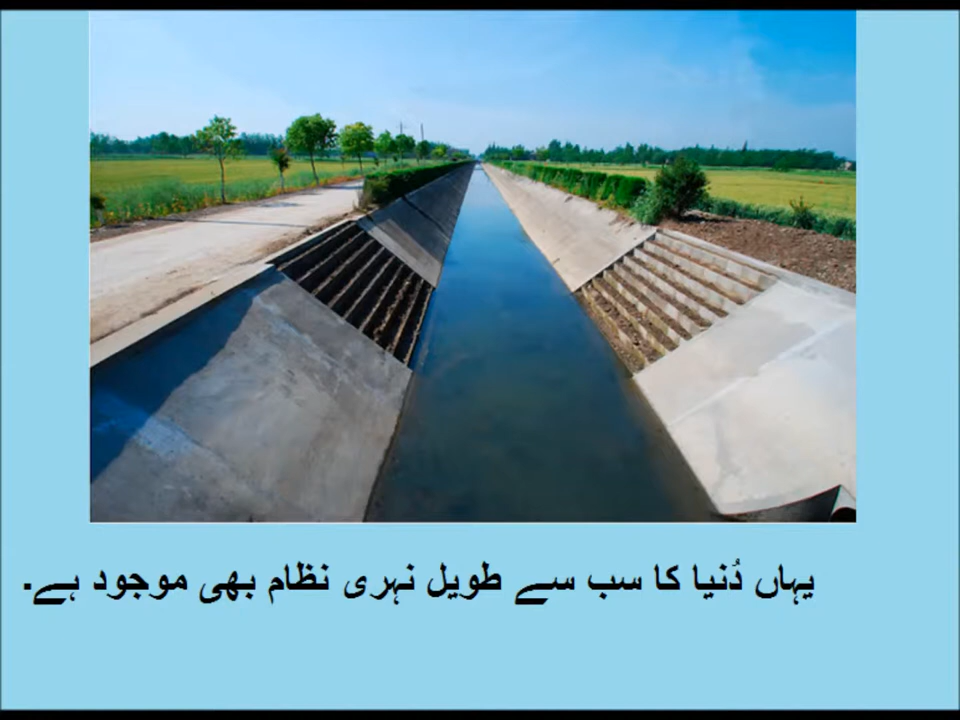 یہاں دُنیا کا سب سے طویل نہری نظام بھی موجود ہے۔